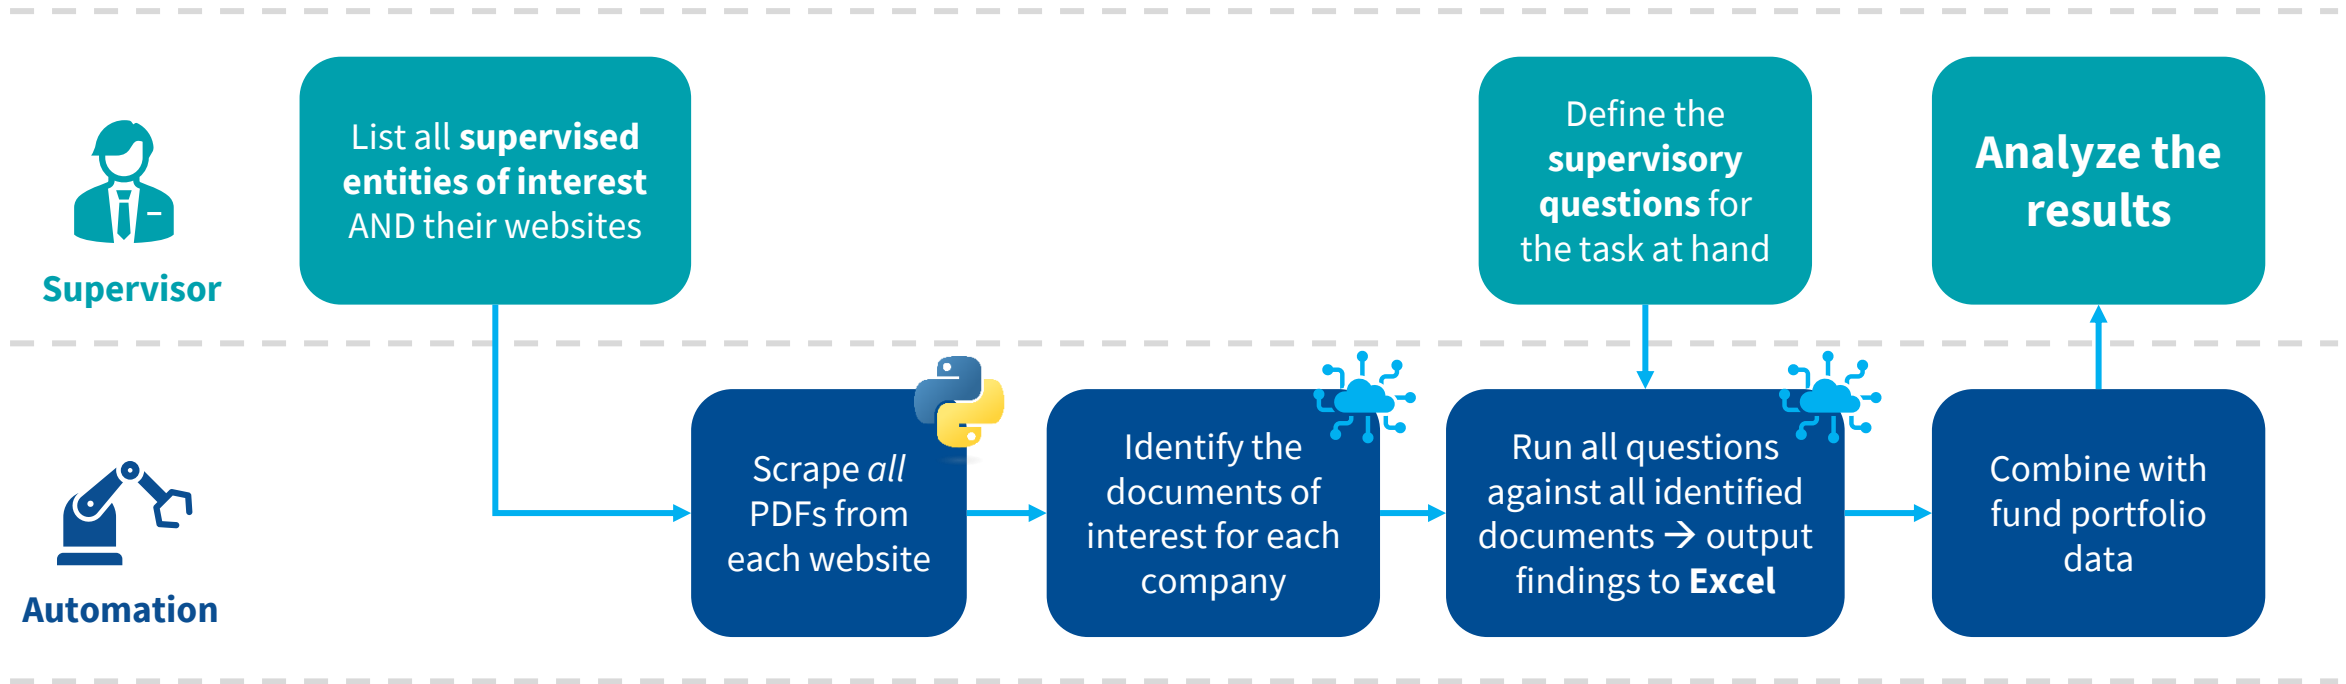 Supervisor
List all supervised
entities of interest
AND their websites
Define the
supervisory
questions for
the task at hand
Analyze the
results
Automation
Scrape all
PDFs from
each website
Identify the
documents of
interest for each
company
Run all questions
against all identified
documents → output
findings to Excel
Combine with
fund portfolio
data